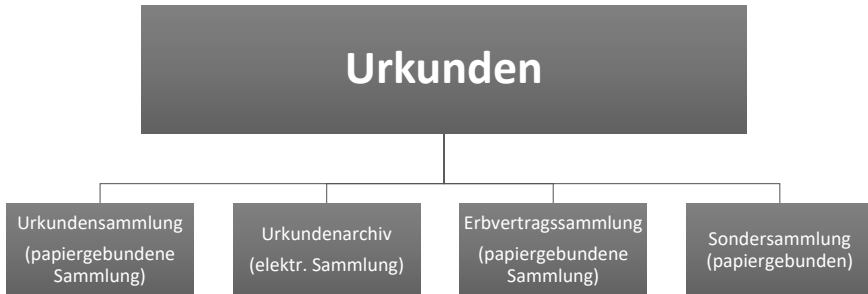 Urkunden
Urkundensammlung
(papiergebundene
Sammlung)
Urkundenarchiv
(elektr. Sammlung)
Erbvertragssammlung
(papiergebundene
Sammlung)
Sondersammlung
(papiergebunden)